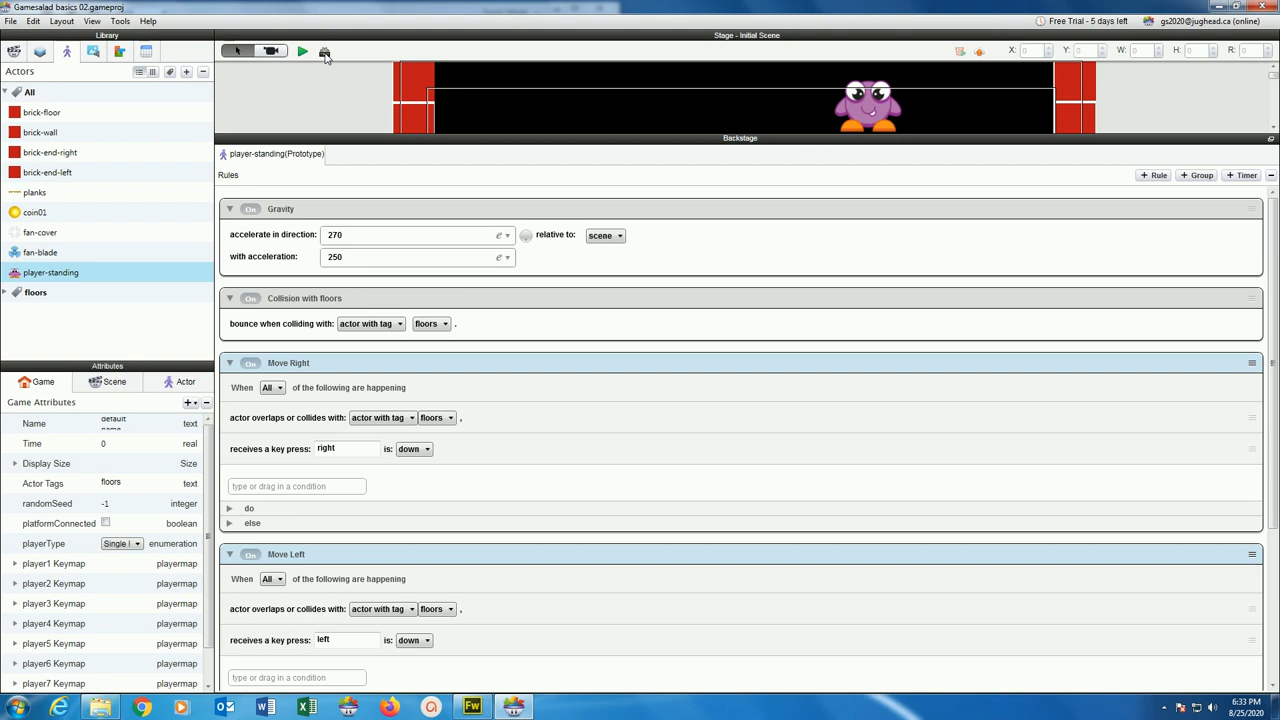 Gamesalad basics 02.gameproj
File Edit Layout View Tools Help
Free Trial - 5 days left gs2020@jughead.ca (online)
Library
Stage - Initial Scene
X: 0 Y: 0 W: 0 H: 0 R: 0
Actors
All
brick-floor
brick-wall
brick-end-right
brick-end-left
planks
coin01
fan-cover
fan-blade
player-standing
floors
Backstage
player-standing(Prototype)
Rules
+ Rule + Group + Timer
On Gravity
accelerate in direction: 270 e relative to: scene
with acceleration: 250 e
On Collision with floors
bounce when colliding with: actor with tag floors .
On Move Right
When All of the following are happening
actor overlaps or collides with: actor with tag floors ,
receives a key press: right is: down
type or drag in a condition
do
else
On Move Left
When All of the following are happening
actor overlaps or collides with: actor with tag floors ,
receives a key press: left is: down
type or drag in a condition
Attributes
Game Scene Actor
Game Attributes
Name default text
Time 0 real
Display Size Size
Actor Tags floors text
randomSeed -1 integer
platformConnected boolean
playerType Single enumeration
player1 Keymap playermap
player2 Keymap playermap
player3 Keymap playermap
player4 Keymap playermap
player5 Keymap playermap
player6 Keymap playermap
player7 Keymap playermap
Fw
6:33 PM
8/25/2020